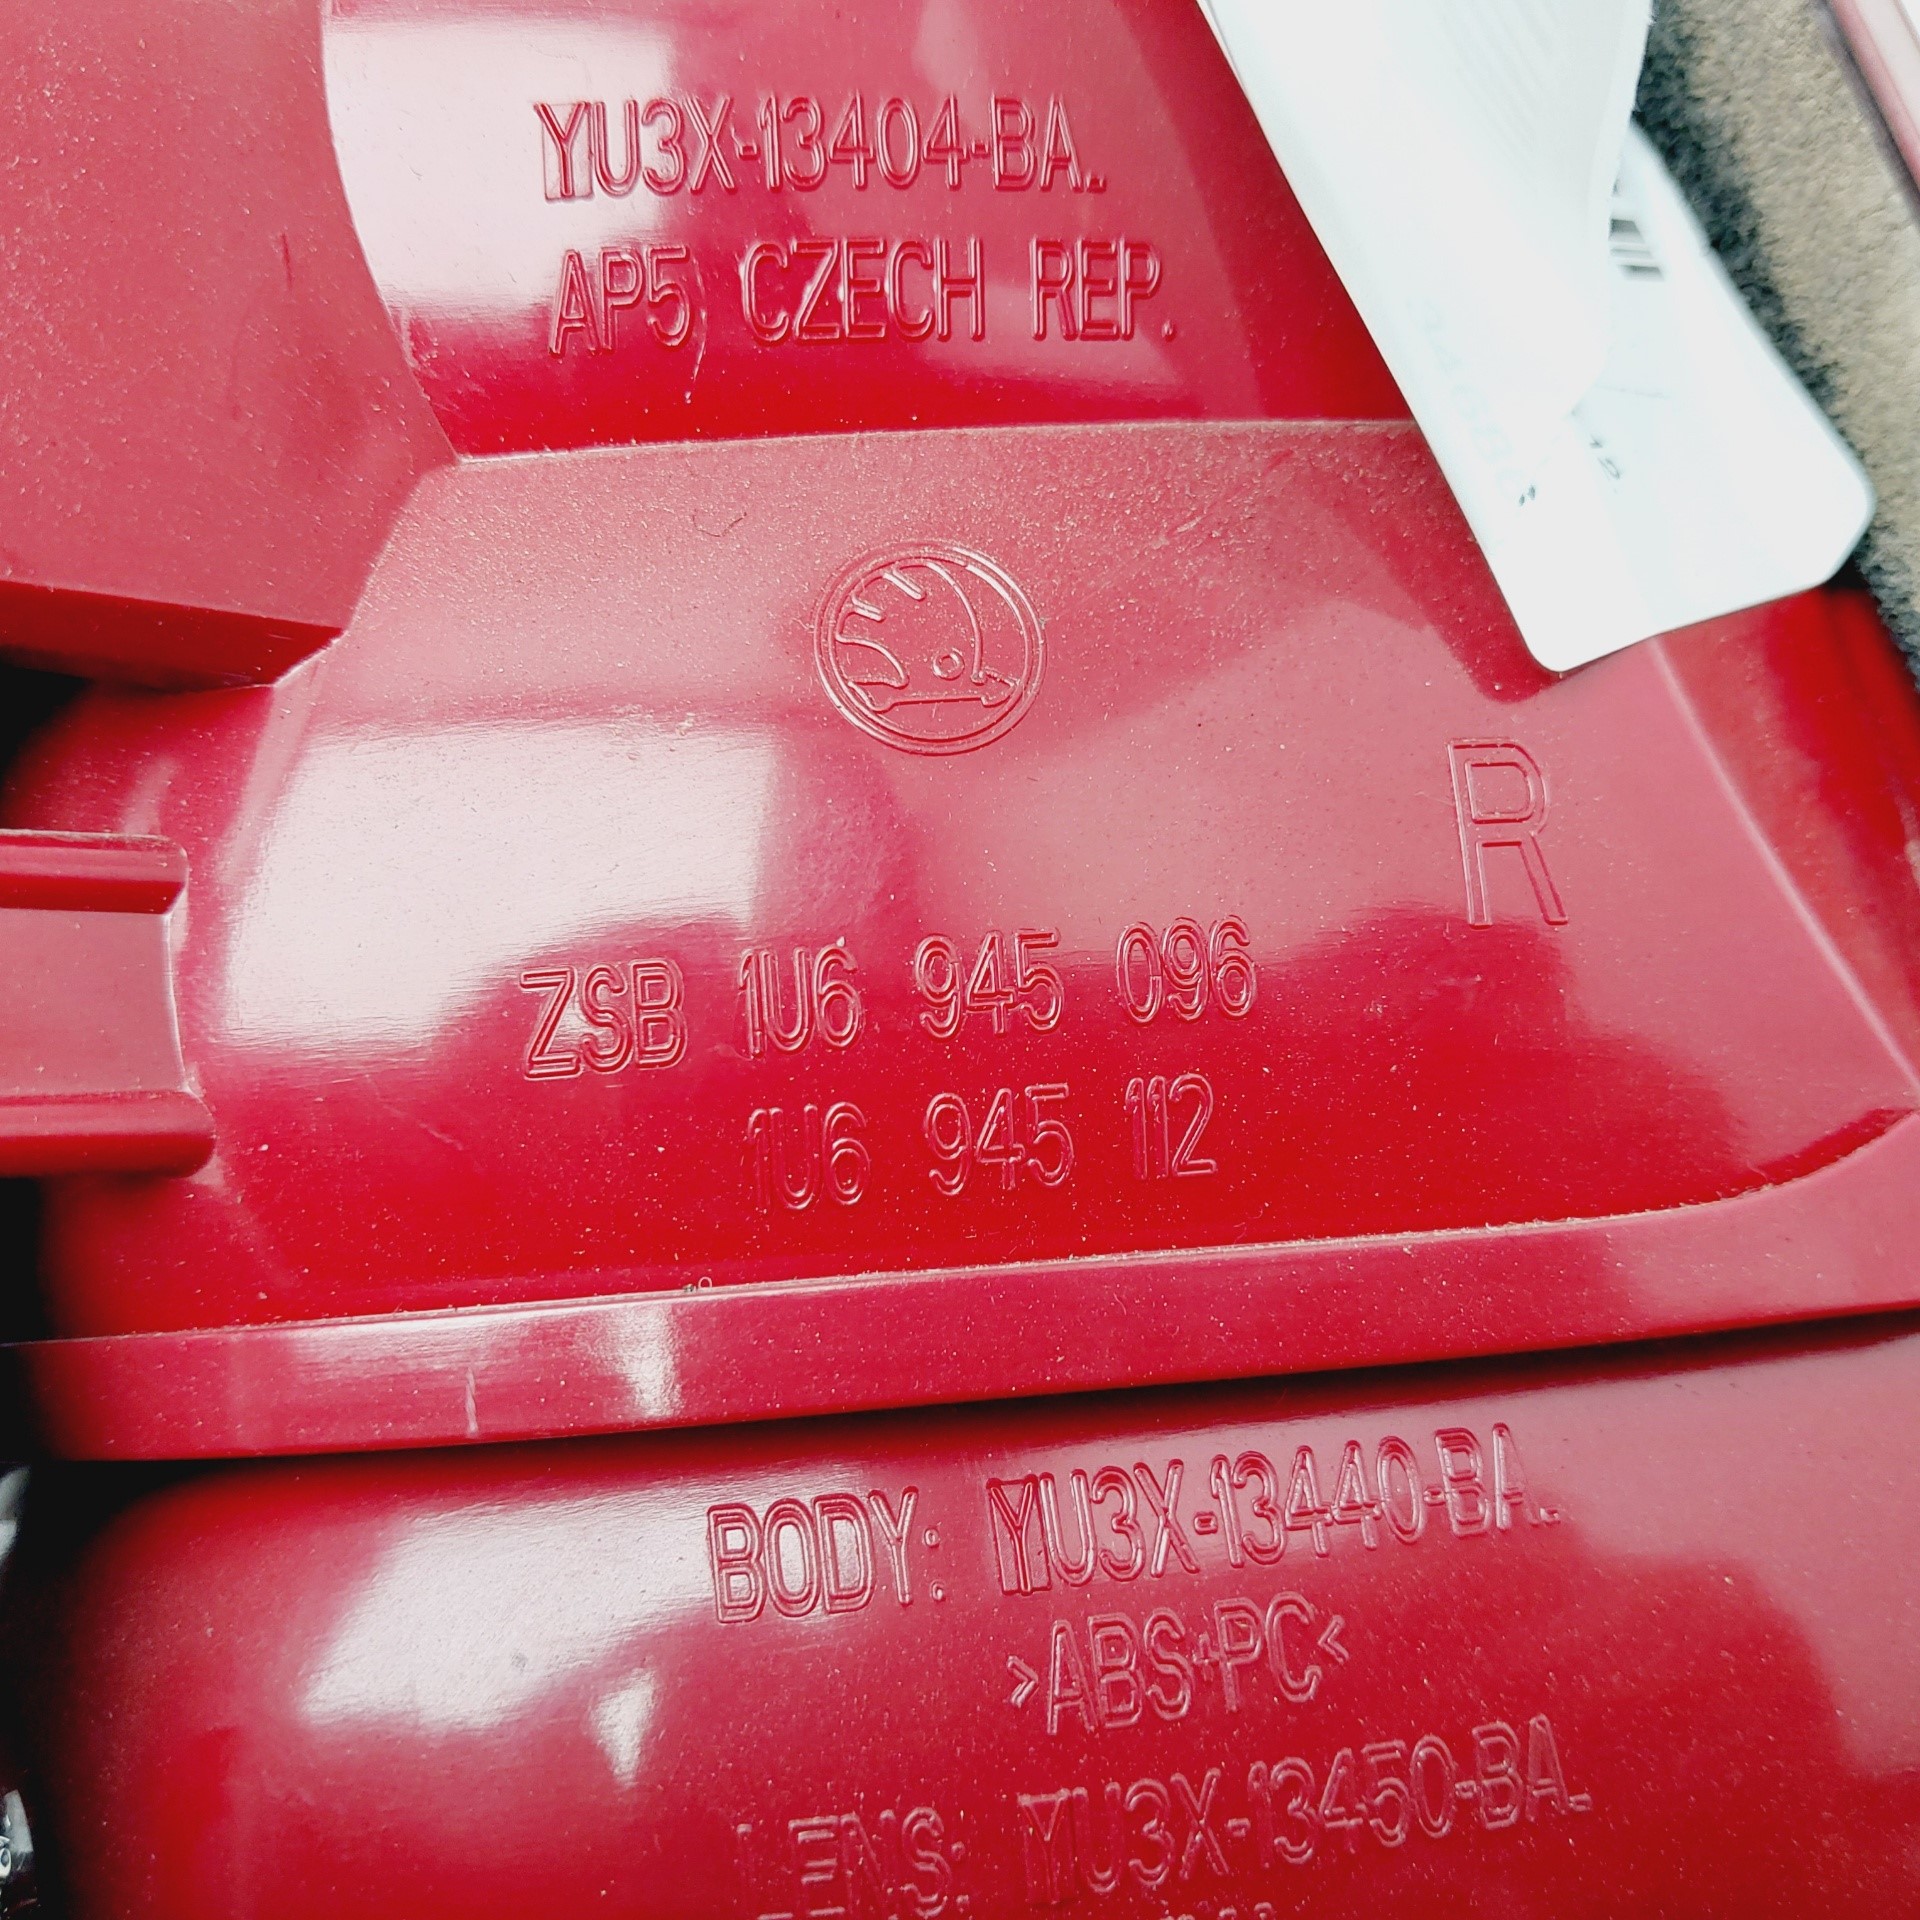 YU3X-13404-BA.
AP5, CZECH REP.
R
ZSB 1U6 945 096
1U6 945 112
BODY: YU3X-13440-BA.
>ABS+PC<
LENS: YU3X-13450-BA.